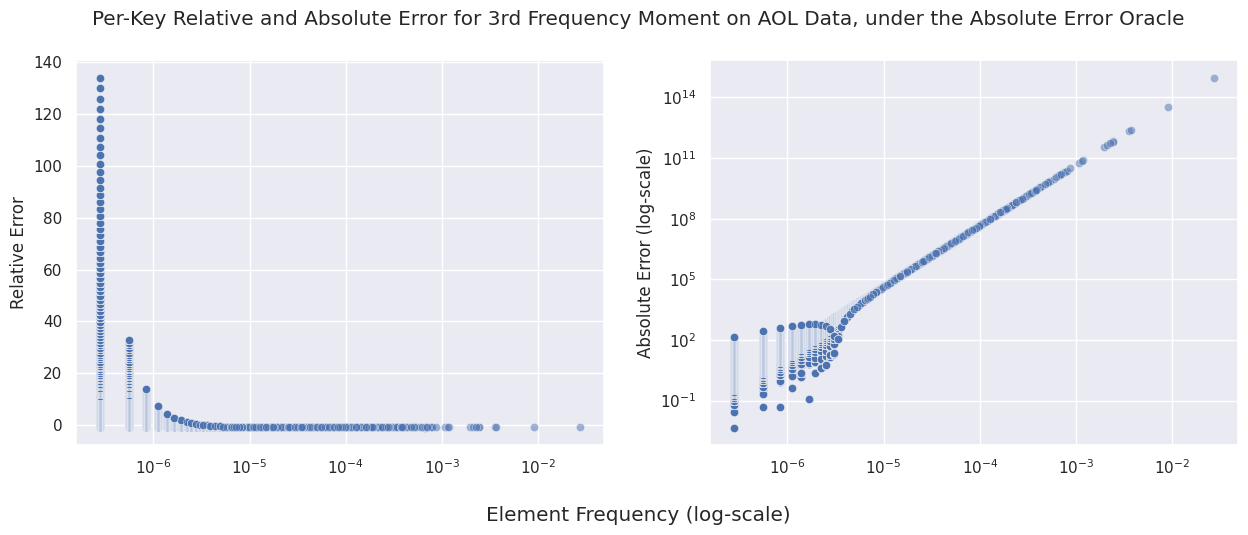 Per-Key Relative and Absolute Error for 3rd Frequency Moment on AOL Data, under the Absolute Error Oracle
Relative Error
140
120
100
80
60
40
20
0
10⁻⁶ 10⁻⁵ 10⁻⁴ 10⁻³ 10⁻²
Absolute Error (log-scale)
10¹⁴
10¹¹
10⁸
10⁵
10²
10⁻¹
10⁻⁶ 10⁻⁵ 10⁻⁴ 10⁻³ 10⁻²
Element Frequency (log-scale)